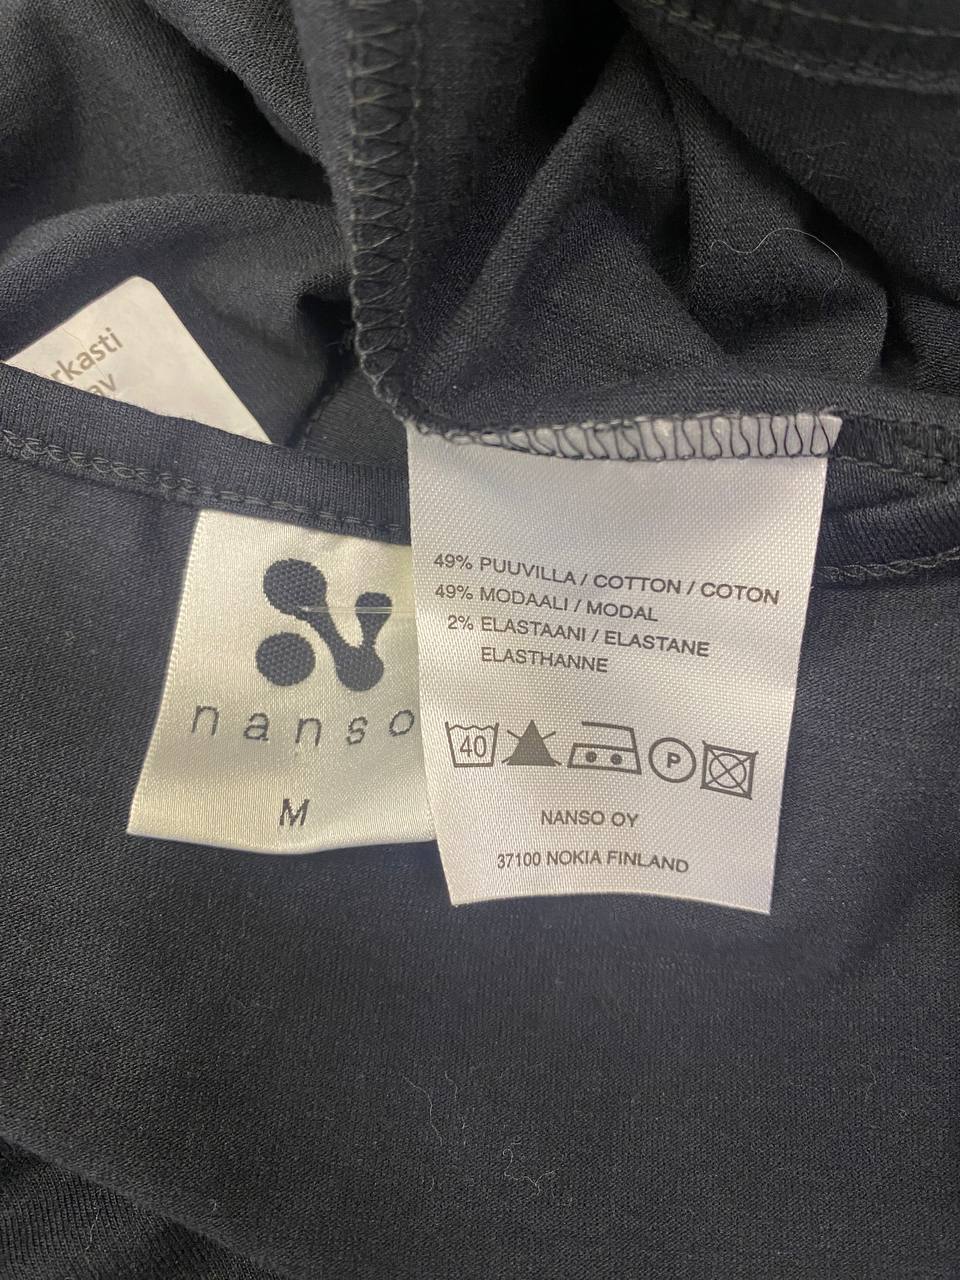 nanso
M
49% PUUVILLA / COTTON / COTON
49% MODAALI / MODAL
2% ELASTAANI / ELASTANE
ELASTHANNE
40
P
NANSO OY
37100 NOKIA FINLAND